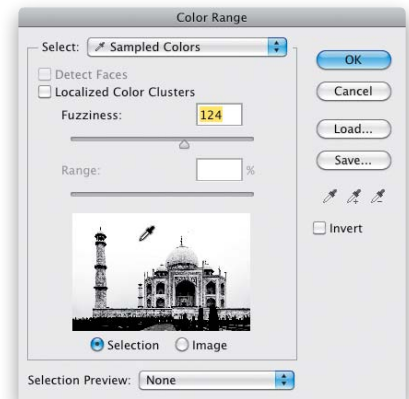 Color Range
Select: Sampled Colors
OK
Detect Faces
Localized Color Clusters
Cancel
Fuzziness: 124
Load...
Range: %
Save...
Invert
Selection Image
Selection Preview: None